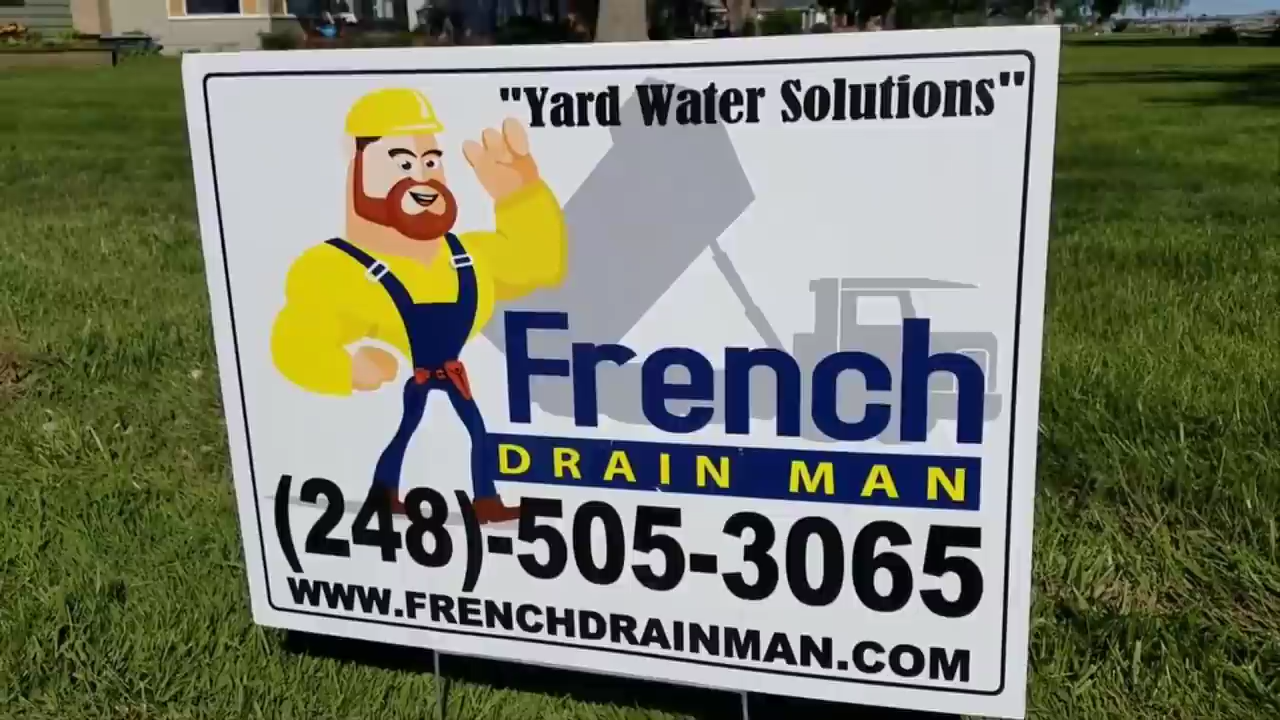 "Yard Water Solutions"
French
DRAIN MAN
(248)-505-3065
WWW.FRENCHDRAINMAN.COM